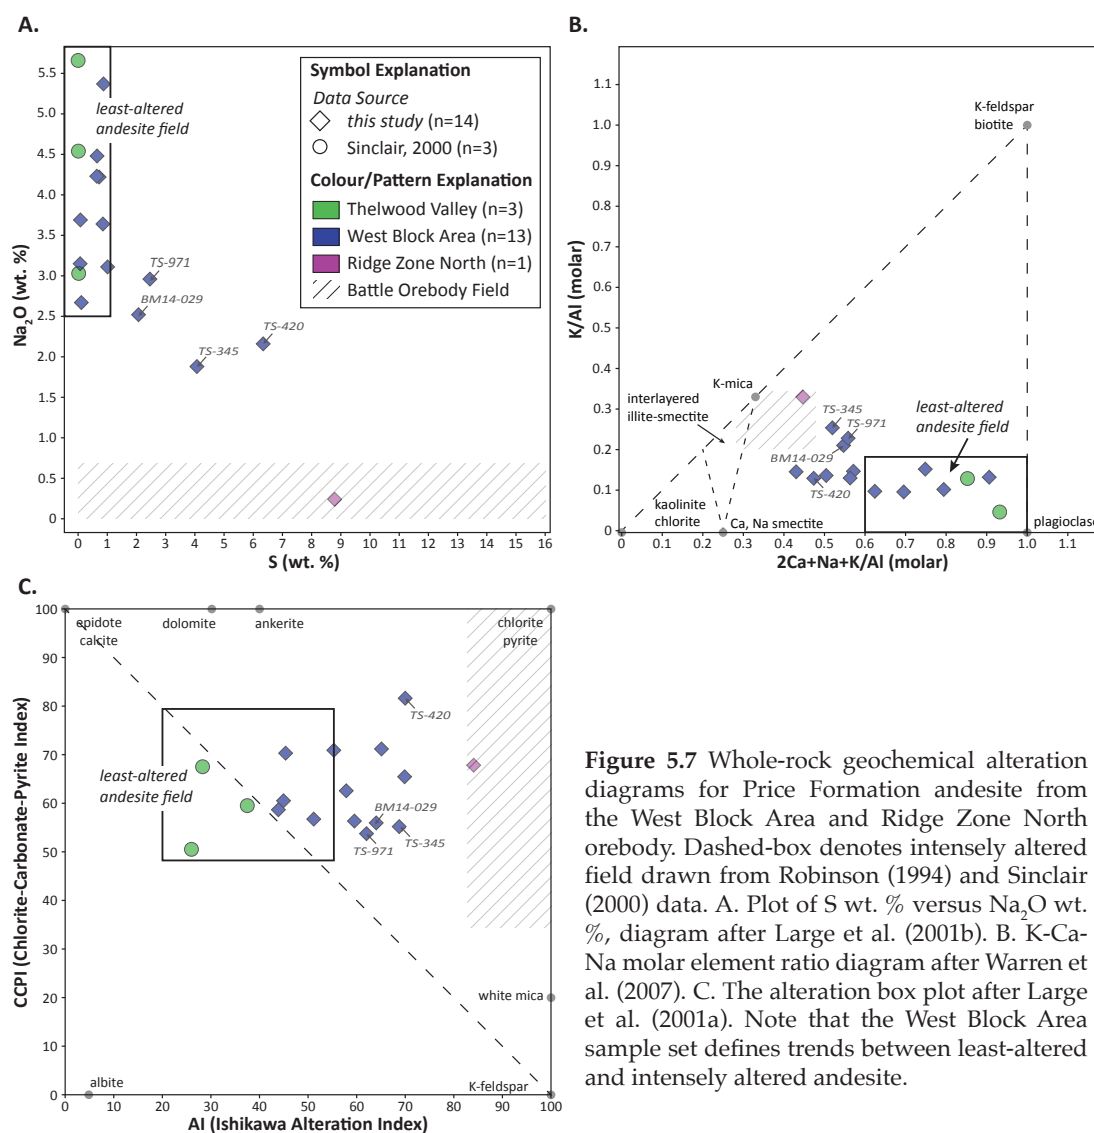 A.
5.5
5.0
4.5
4.0
3.5
3.0
2.5
2.0
1.5
1.0
0.5
0
Na2O (wt. %)
least-altered
andesite field
TS-971
BM14-029
TS-420
TS-345
0 1 2 3 4 5 6 7 8 9 10 11 12 13 14 15 16
S (wt. %)
Symbol Explanation
Data Source
this study (n=14)
Sinclair, 2000 (n=3)
Colour/Pattern Explanation
Thelwood Valley (n=3)
West Block Area (n=13)
Ridge Zone North (n=1)
Battle Orebody Field
B.
1.1
1.0
0.9
0.8
0.7
0.6
0.5
0.4
0.3
0.2
0.1
0
K/Al (molar)
K-feldspar
biotite
K-mica
interlayered
illite-smectite
TS-345
TS-971
least-altered
andesite field
BM14-029
TS-420
kaolinite
chlorite
Ca, Na smectite
plagioclase
0 0.1 0.2 0.3 0.4 0.5 0.6 0.7 0.8 0.9 1.0 1.1
2Ca+Na+K/Al (molar)
C.
100
90
80
70
60
50
40
30
20
10
0
CCPI (Chlorite-Carbonate-Pyrite Index)
epidote
calcite
dolomite
ankerite
chlorite
pyrite
TS-420
least-altered
andesite field
BM14-029
TS-971
TS-345
white mica
albite
K-feldspar
0 10 20 30 40 50 60 70 80 90 100
AI (Ishikawa Alteration Index)
Figure 5.7 Whole-rock geochemical alteration
diagrams for Price Formation andesite from
the West Block Area and Ridge Zone North
orebody. Dashed-box denotes intensely altered
field drawn from Robinson (1994) and Sinclair
(2000) data. A. Plot of S wt. % versus Na2O wt.
%, diagram after Large et al. (2001b). B. K-Ca-
Na molar element ratio diagram after Warren et
al. (2007). C. The alteration box plot after Large
et al. (2001a). Note that the West Block Area
sample set defines trends between least-altered
and intensely altered andesite.